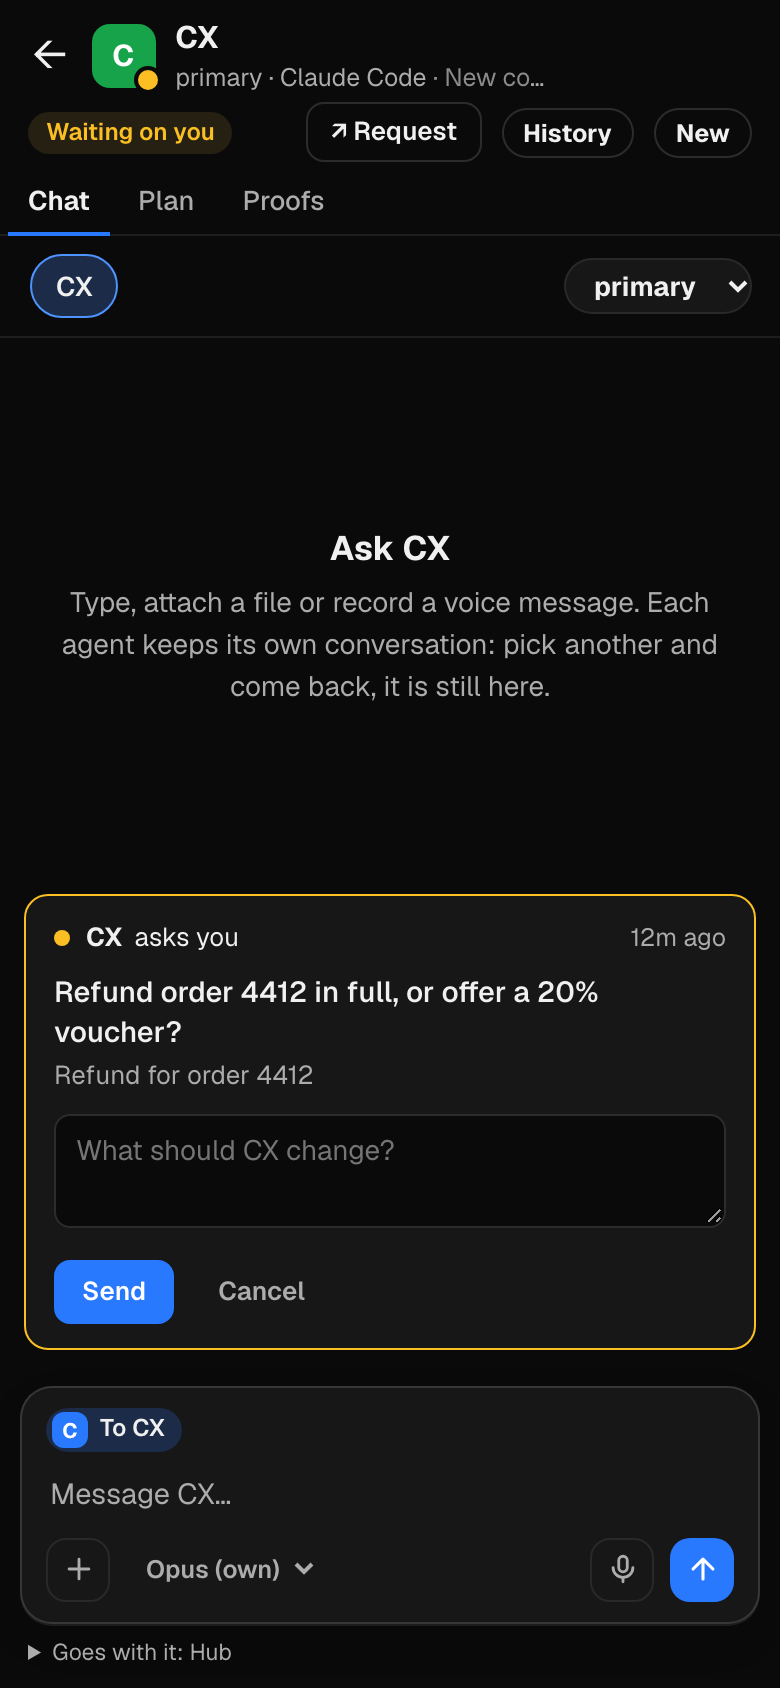 C
CX
primary · Claude Code · New co...
Waiting on you
Request
History
New
Chat
Plan
Proofs
CX
primary
Ask CX
Type, attach a file or record a voice message. Each
agent keeps its own conversation: pick another and
come back, it is still here.
CX asks you
12m ago
Refund order 4412 in full, or offer a 20%
voucher?
Refund for order 4412
What should CX change?
Send
Cancel
C
To CX
Message CX...
Opus (own)
Goes with it: Hub